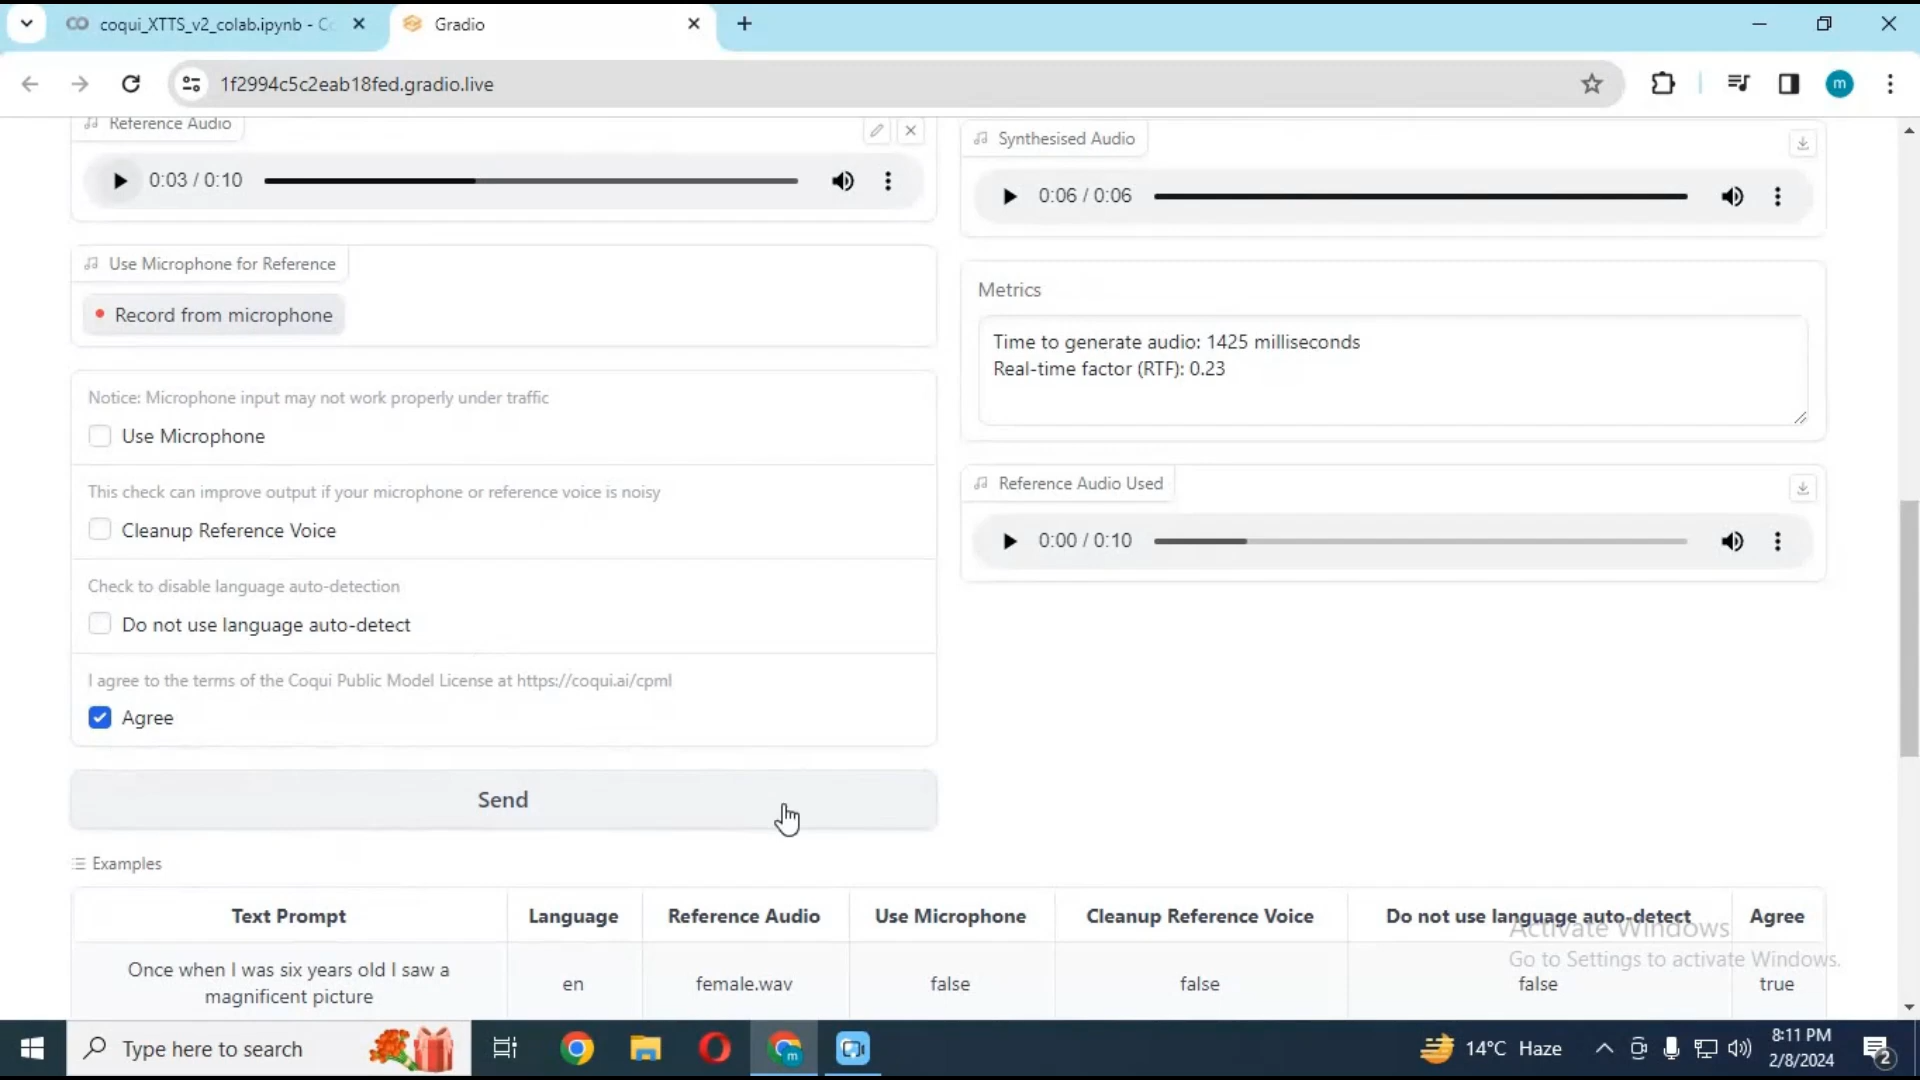 coqui_XTTS_v2_colab.ipynb - C
Gradio
1f2994c5c2eab18fed.gradio.live
m
Reference Audio
0:03 / 0:10
Use Microphone for Reference
Record from microphone
Notice: Microphone input may not work properly under traffic
Use Microphone
This check can improve output if your microphone or reference voice is noisy
Cleanup Reference Voice
Check to disable language auto-detection
Do not use language auto-detect
I agree to the terms of the Coqui Public Model License at https://coqui.ai/cpml
Agree
Send
Synthesised Audio
0:06 / 0:06
Metrics
Time to generate audio: 1425 milliseconds
Real-time factor (RTF): 0.23
Reference Audio Used
0:00 / 0:10
Examples
Text Prompt Language Reference Audio Use Microphone Cleanup Reference Voice Do not use language auto-detect Agree
Once when I was six years old I saw a
magnificent picture
en female.wav false false false true
Activate Windows
Go to Settings to activate Windows.
Type here to search
m
14°C Haze
8:11 PM
2/8/2024
2